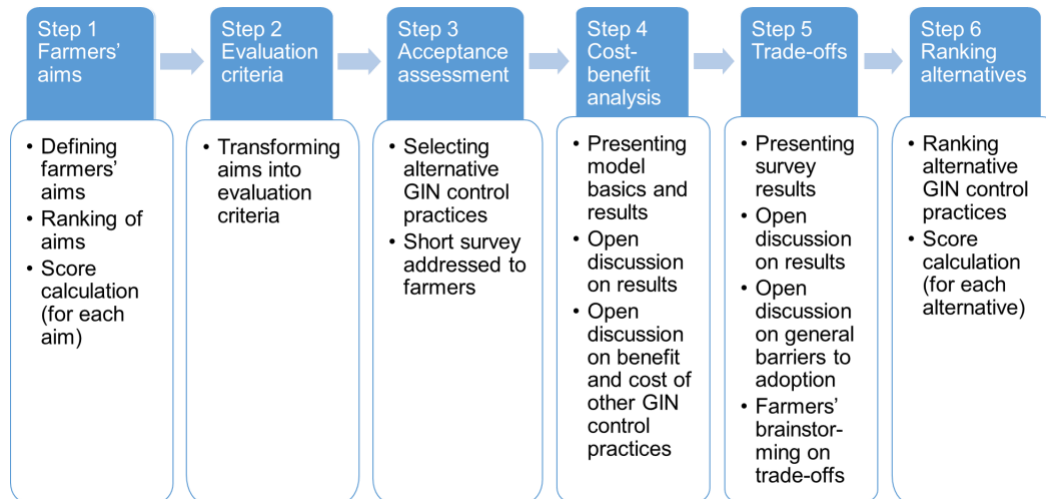 Step 1
Farmers'
aims
• Defining
farmers'
aims
• Ranking of
aims
• Score
calculation
(for each
aim)
Step 2
Evaluation
criteria
• Transforming
aims into
evaluation
criteria
Step 3
Acceptance
assessment
• Selecting
alternative
GIN control
practices
• Short survey
addressed to
farmers
Step 4
Cost-
benefit
analysis
• Presenting
model
basics and
results
• Open
discussion
on results
• Open
discussion
on benefit
and cost of
other GIN
control
practices
Step 5
Trade-offs
• Presenting
survey
results
• Open
discussion
on results
• Open
discussion
on general
barriers to
adoption
• Farmers'
brainstor-
ming on
trade-offs
Step 6
Ranking
alternatives
• Ranking
alternative
GIN control
practices
• Score
calculation
(for each
alternative)